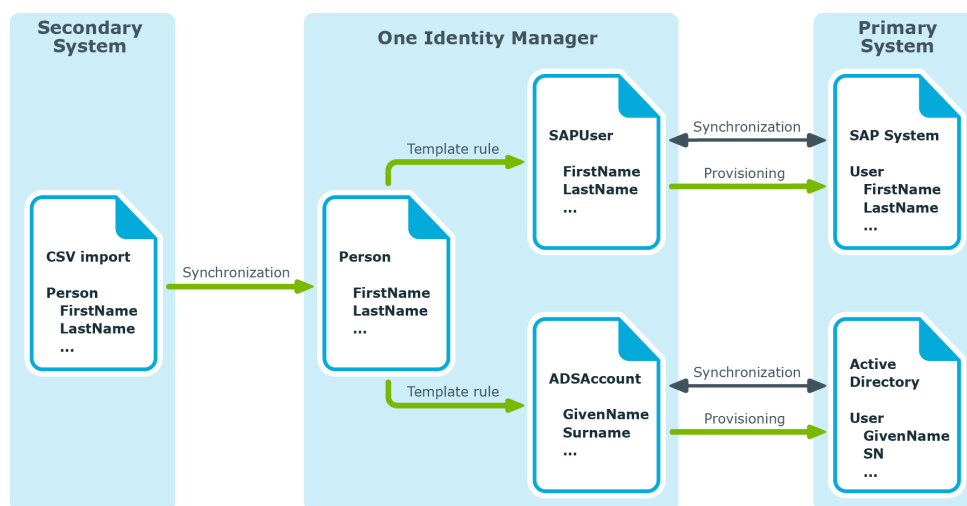 Secondary
System
One Identity Manager
Primary
System
CSV import
Person
FirstName
LastName
...
Synchronization
Person
FirstName
LastName
...
Template rule
Template rule
SAPUser
FirstName
LastName
...
Synchronization
Provisioning
SAP System
User
FirstName
LastName
...
ADSAccount
GivenName
Surname
...
Synchronization
Provisioning
Active
Directory
User
GivenName
SN
...